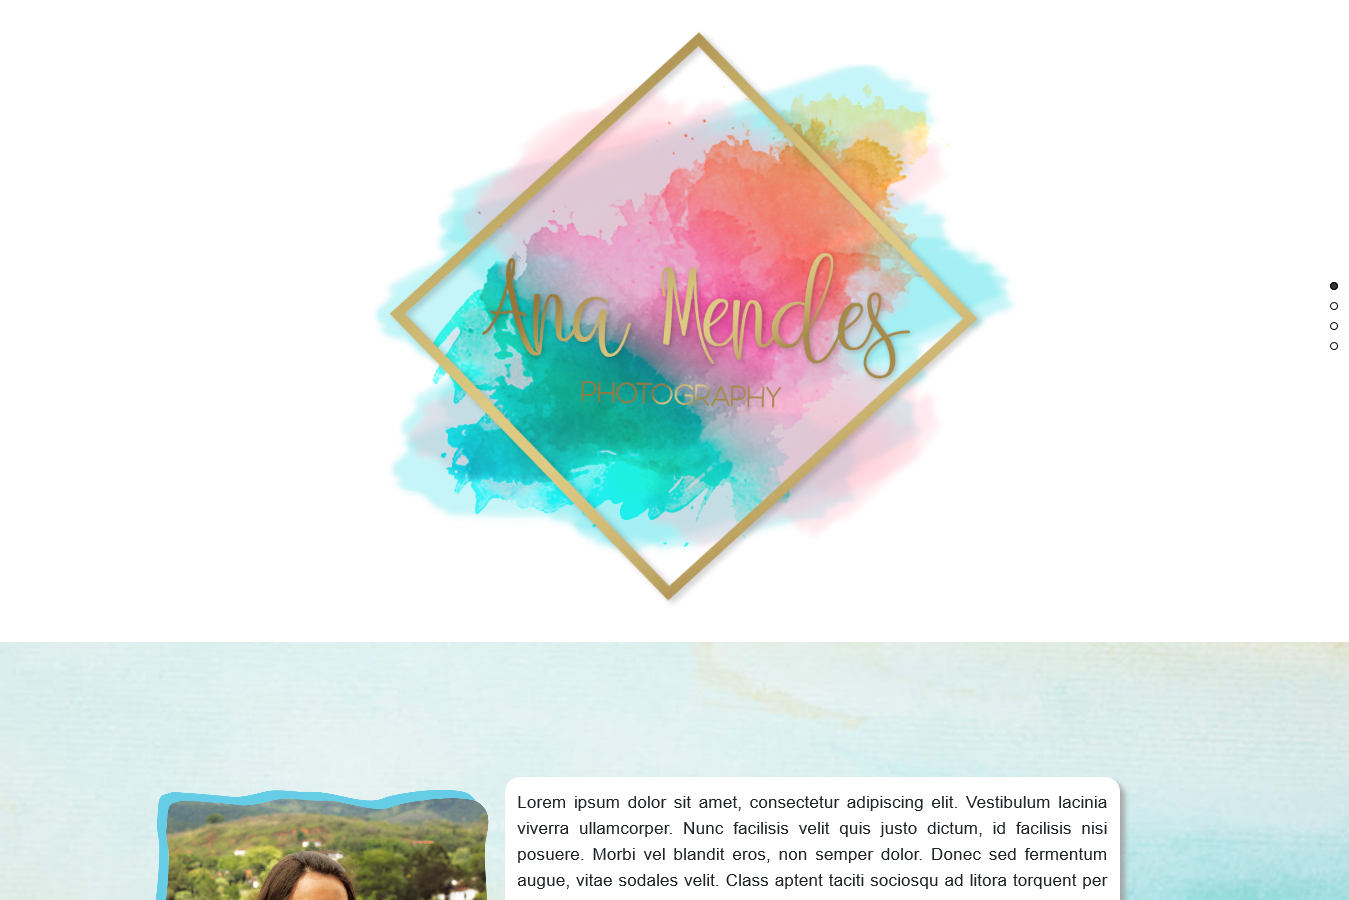 Ana Mendes
PHOTOGRAPHY
Lorem ipsum dolor sit amet, consectetur adipiscing elit. Vestibulum lacinia
viverra ullamcorper. Nunc facilisis velit quis justo dictum, id facilisis nisi
posuere. Morbi vel blandit eros, non semper dolor. Donec sed fermentum
augue, vitae sodales velit. Class aptent taciti sociosqu ad litora torquent per